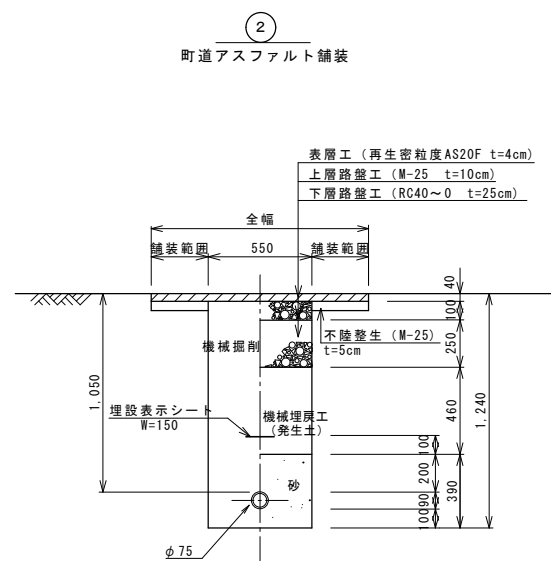 2
町道アスファルト舗装
表層工 (再生密粒度AS20F t=4cm)
上層路盤工 (M-25 t=10cm)
下層路盤工 (RC40~0 t=25cm)
全幅
舗装範囲 550 舗装範囲
40
100
250
460
100
200
390
90
100
1,240
1,050
機械掘削
不陸整生 (M-25)
t=5cm
埋設表示シート
W=150
機械埋戻工
(発生土)
砂
φ75